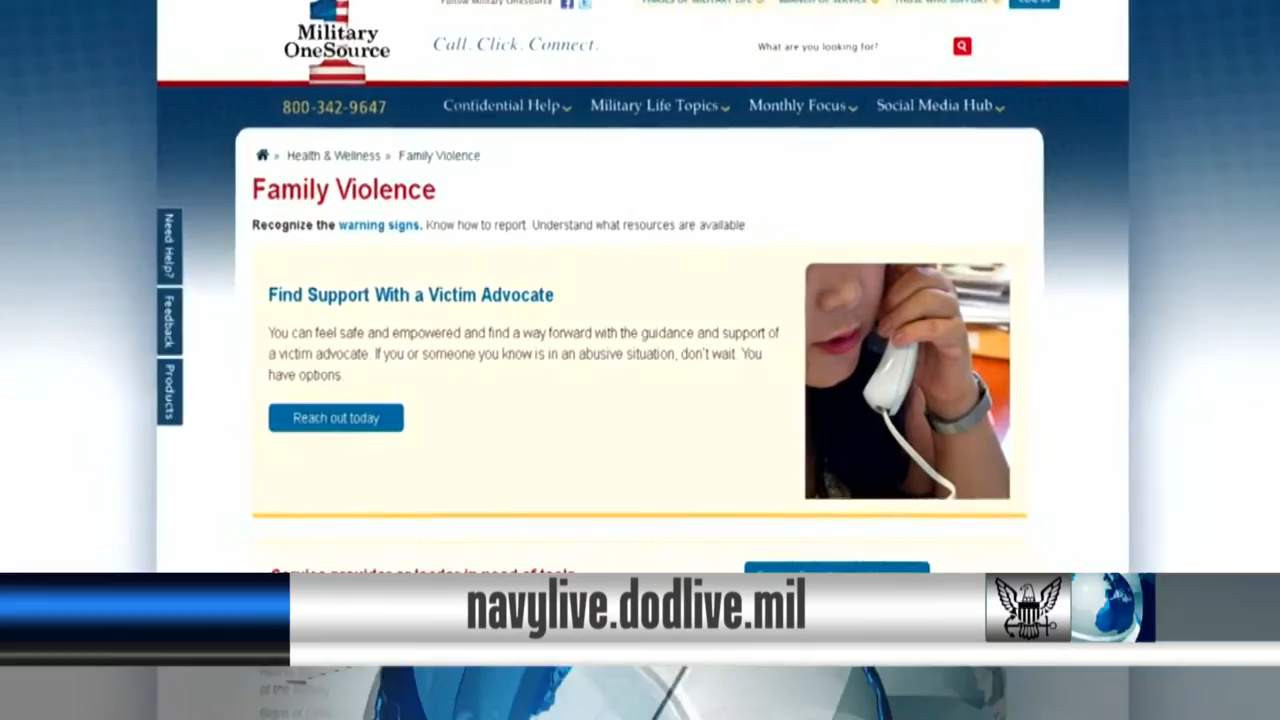 Follow Military OneSource
Military
OneSource
Call. Click. Connect.
What are you looking for?
800-342-9647
Confidential Help
Military Life Topics
Monthly Focus
Social Media Hub
» Health & Wellness » Family Violence
Family Violence
Recognize the warning signs. Know how to report. Understand what resources are available.
Need Help?
Feedback
Products
Find Support With a Victim Advocate
You can feel safe and empowered and find a way forward with the guidance and support of
a victim advocate. If you or someone you know is in an abusive situation, don't wait. You
have options.
Reach out today
navylive.dodlive.mil